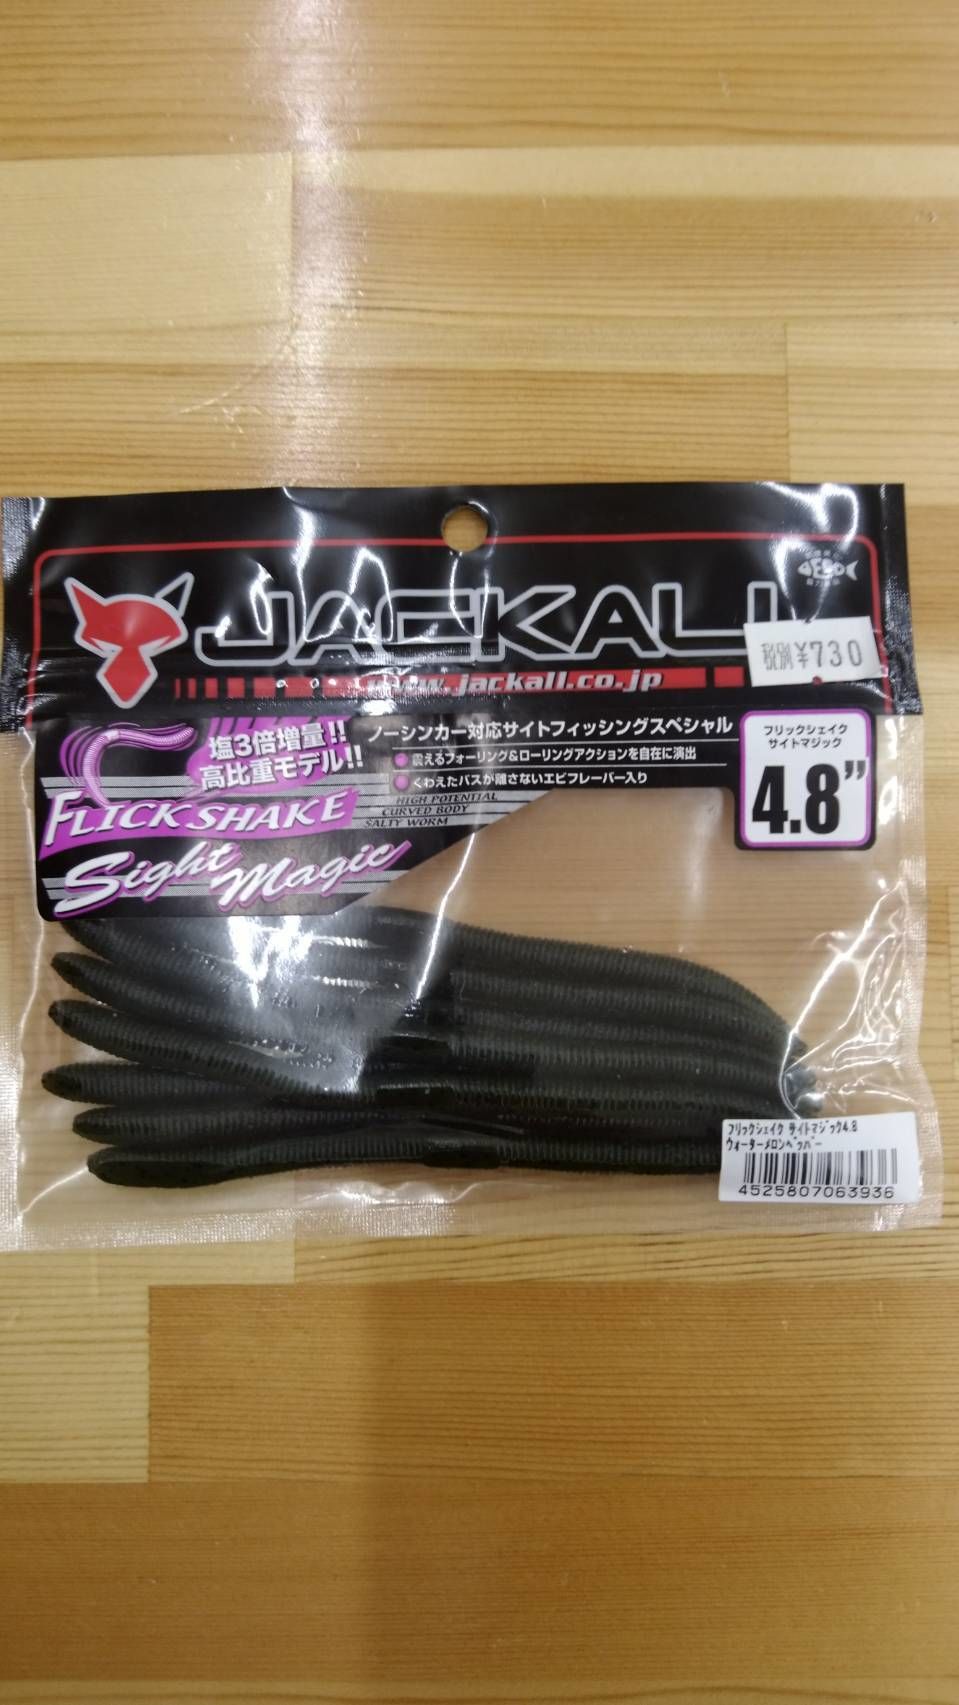 JACKALL
税別¥730
www.jackall.co.jp
塩3倍増量!!
高比重モデル!!
ノーシンカー対応サイトフィッシングスペシャル
震えるフォーリング&ローリングアクションを自在に演出
くわえたバスが離さないエビフレーバー入り
HIGH POTENTIAL
CURVED BODY
SALTY WORM
FLICK SHAKE
Sight Magic
フリックシェイク
サイトマジック
4.8”
フリックシェイク サイトマジック4.8
ウォーターメロンペッパー
4525807063936